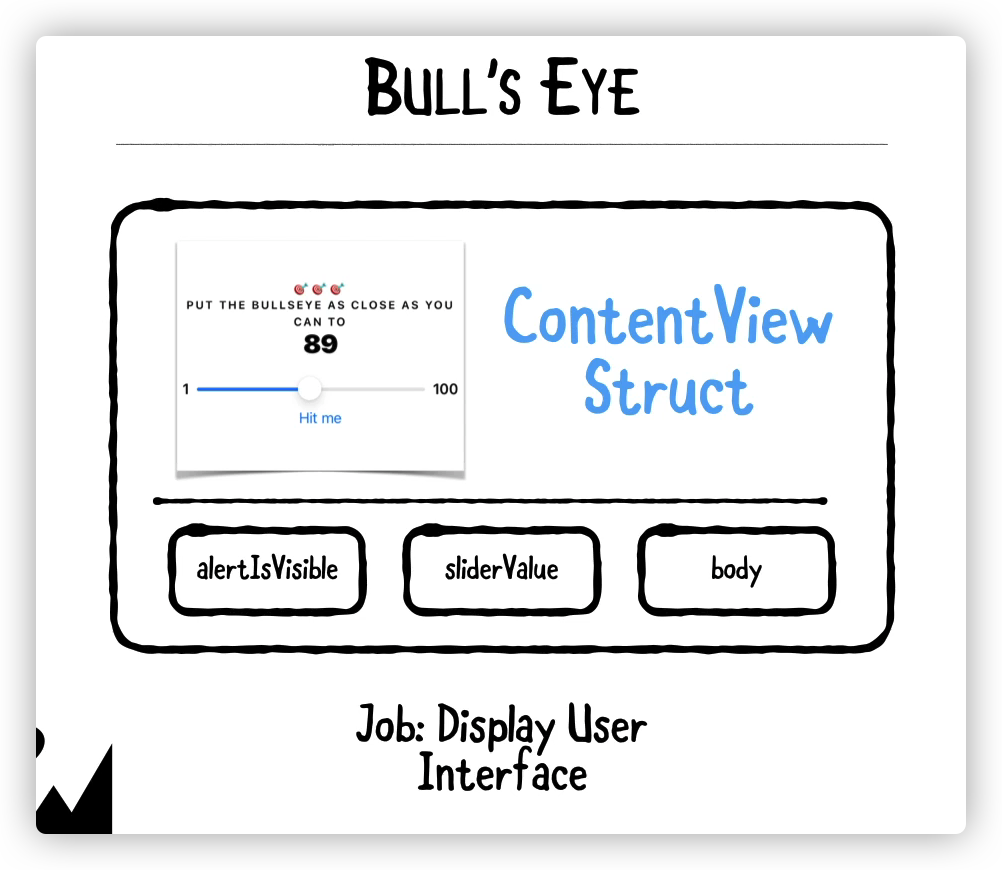 Bull's Eye
🎯🎯🎯
PUT THE BULLSEYE AS CLOSE AS YOU
CAN TO
89
1 100
Hit me
ContentView
Struct
alertIsVisible sliderValue body
Job: Display User
Interface